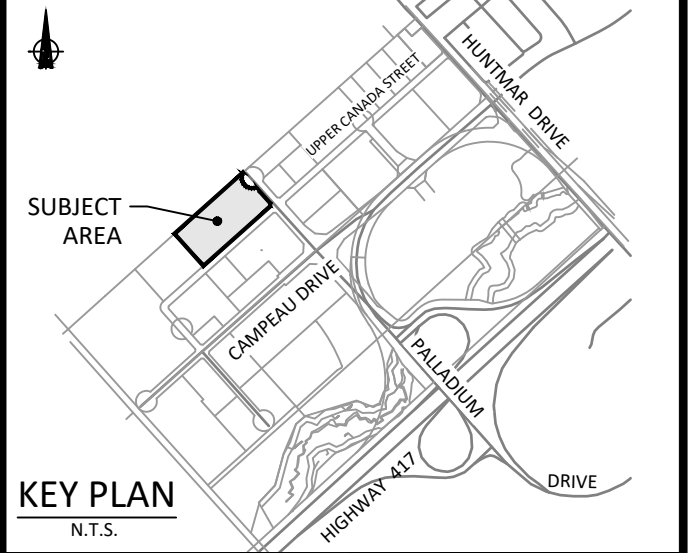 HUNTMAR DRIVE
UPPER CANADA STREET
SUBJECT
AREA
CAMPEAU DRIVE
PALLADIUM
DRIVE
HIGHWAY 417
KEY PLAN
N.T.S.